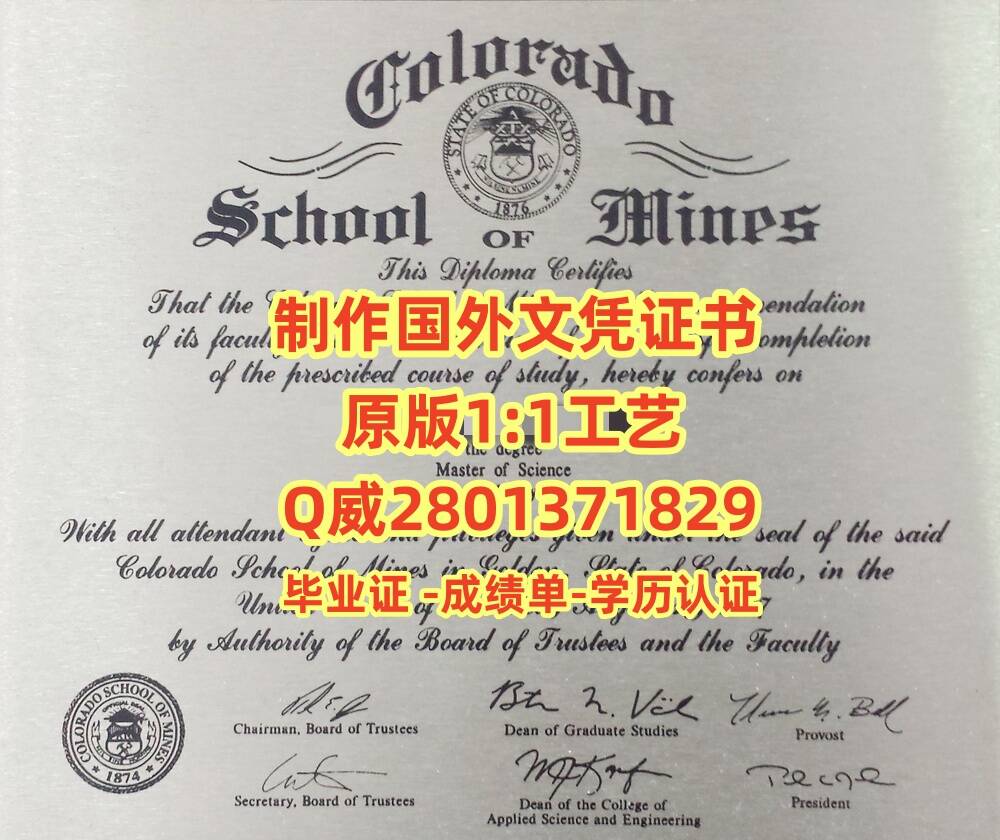 Colorado
STATE OF COLORADO
1876
School OF Mines
This Diploma Certifies
That the
制作国外文凭证书
of its
of the prescribed course of study, hereby confers on
原版1:1工艺
the degree
Master of Science
Q威2801371829
With all attendant seal of the said
Colorado School of Mines in Golden, State of Colorado, in the
毕业证 -成绩单-学历认证
by Authority of the Board of Trustees and the Faculty
COLORADO SCHOOL OF MINES
OFFICIAL SEAL
1874
Chairman, Board of Trustees
Dean of Graduate Studies
Provost
Secretary, Board of Trustees
Dean of the College of
Applied Science and Engineering
President